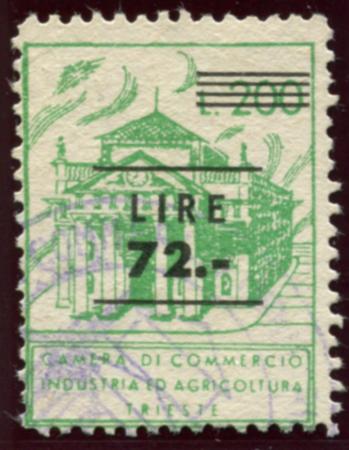 L. 200
LIRE
72.-
CAMERA DI COMMERCIO
INDUSTRIA ED AGRICOLTURA
TRIESTE